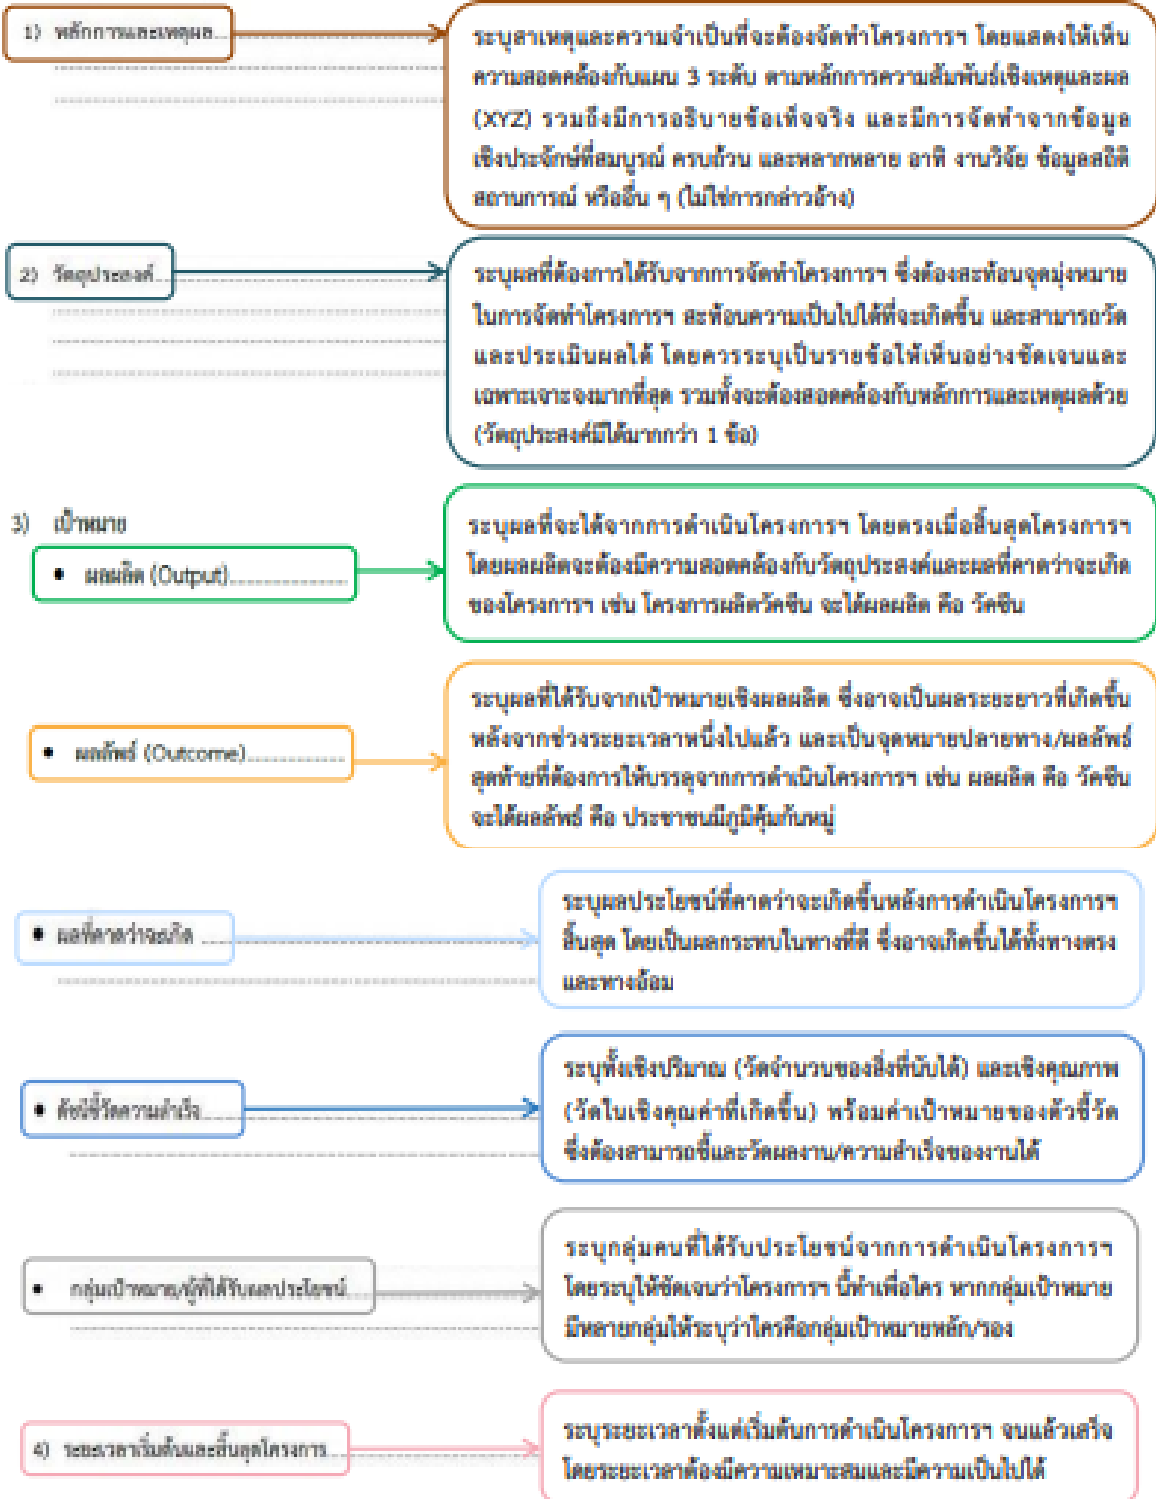 1) หลักการและเหตุผล
ระบุสาเหตุและความจำเป็นที่จะต้องจัดทำโครงการฯ โดยแสดงให้เห็น
ความสอดคล้องกับแผน 3 ระดับ ตามหลักการความสัมพันธ์เชิงเหตุและผล
(XYZ) รวมถึงมีการอธิบายข้อเท็จจริง และมีการจัดทำจากข้อมูล
เชิงประจักษ์ที่สมบูรณ์ ครบถ้วน และหลากหลาย อาทิ งานวิจัย ข้อมูลสถิติ
สถานการณ์ หรืออื่น ๆ (ไม่ใช่การกล่าวอ้าง)
2) วัตถุประสงค์
ระบุผลที่ต้องการได้รับจากการจัดทำโครงการฯ ซึ่งต้องสะท้อนจุดมุ่งหมาย
ในการจัดทำโครงการฯ สะท้อนความเป็นไปได้ที่จะเกิดขึ้น และสามารถวัด
และประเมินผลได้ โดยควรระบุเป็นรายข้อให้เห็นอย่างชัดเจนและ
เฉพาะเจาะจงมากที่สุด รวมทั้งจะต้องสอดคล้องกับหลักการและเหตุผลด้วย
(วัตถุประสงค์มีได้มากกว่า 1 ข้อ)
3) เป้าหมาย
• ผลผลิต (Output)
ระบุผลที่จะได้จากการดำเนินโครงการฯ โดยตรงเมื่อสิ้นสุดโครงการฯ
โดยผลผลิตจะต้องมีความสอดคล้องกับวัตถุประสงค์และผลที่คาดว่าจะเกิด
ของโครงการฯ เช่น โครงการผลิตวัคซีน จะได้ผลผลิต คือ วัคซีน
• ผลลัพธ์ (Outcome)
ระบุผลที่ได้รับจากเป้าหมายเชิงผลผลิต ซึ่งอาจเป็นผลระยะยาวที่เกิดขึ้น
หลังจากช่วงระยะเวลาหนึ่งไปแล้ว และเป็นจุดหมายปลายทาง/ผลลัพธ์
สุดท้ายที่ต้องการให้บรรลุจากการดำเนินโครงการฯ เช่น ผลผลิต คือ วัคซีน
จะได้ผลลัพธ์ คือ ประชาชนมีภูมิคุ้มกันหมู่
• ผลที่คาดว่าจะเกิด
ระบุผลประโยชน์ที่คาดว่าจะเกิดขึ้นหลังการดำเนินโครงการฯ
สิ้นสุด โดยเป็นผลกระทบในทางที่ดี ซึ่งอาจเกิดขึ้นได้ทั้งทางตรง
และทางอ้อม
• ดัชนีชี้วัดความสำเร็จ
ระบุทั้งเชิงปริมาณ (วัดจำนวนของสิ่งที่นับได้) และเชิงคุณภาพ
(วัดในเชิงคุณค่าที่เกิดขึ้น) พร้อมค่าเป้าหมายของตัวชี้วัด
ซึ่งต้องสามารถชี้และวัดผลงาน/ความสำเร็จของงานได้
• กลุ่มเป้าหมาย/ผู้ที่ได้รับผลประโยชน์
ระบุกลุ่มคนที่ได้รับประโยชน์จากการดำเนินโครงการฯ
โดยระบุให้ชัดเจนว่าโครงการฯ นี้ทำเพื่อใคร หากกลุ่มเป้าหมาย
มีหลายกลุ่มให้ระบุว่าใครคือกลุ่มเป้าหมายหลัก/รอง
4) ระยะเวลาเริ่มต้นและสิ้นสุดโครงการ
ระบุระยะเวลาตั้งแต่เริ่มต้นการดำเนินโครงการฯ จนแล้วเสร็จ
โดยระยะเวลาต้องมีความเหมาะสมและมีความเป็นไปได้